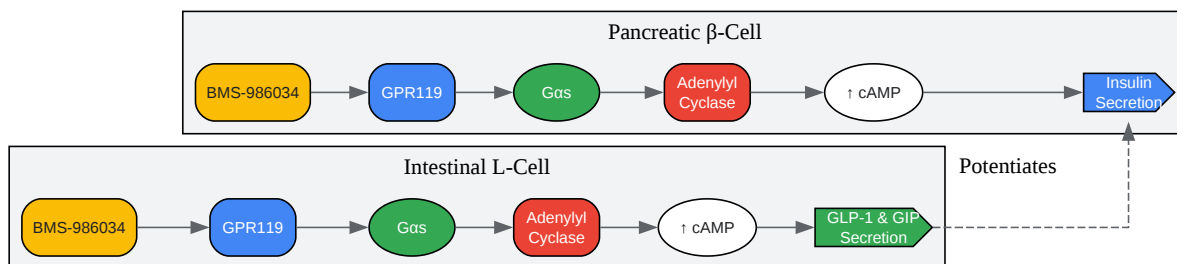 Pancreatic β-Cell
BMS-986034
GPR119
Gαs
Adenylyl
Cyclase
↑ cAMP
Insulin
Secretion
Intestinal L-Cell
Potentiates
BMS-986034
GPR119
Gαs
Adenylyl
Cyclase
↑ cAMP
GLP-1 & GIP
Secretion